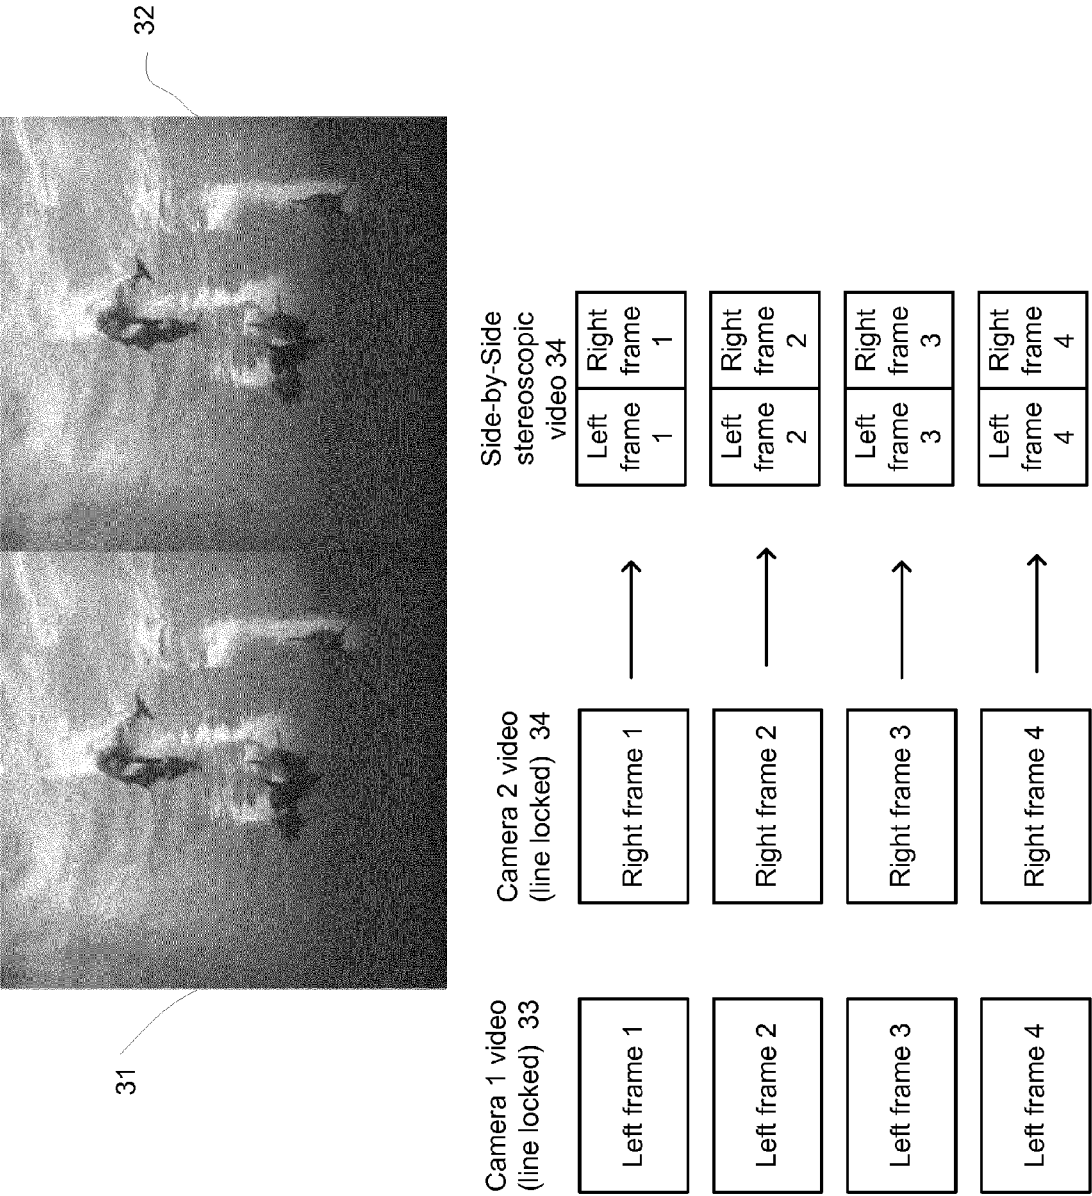 31
32
Camera 1 video
(line locked) 33
Camera 2 video
(line locked) 34
Side-by-Side
stereoscopic
video 34
Left frame 1
Right frame 1
Left
frame
1
Right
frame
1
Left frame 2
Right frame 2
Left
frame
2
Right
frame
2
Left frame 3
Right frame 3
Left
frame
3
Right
frame
3
Left frame 4
Right frame 4
Left
frame
4
Right
frame
4